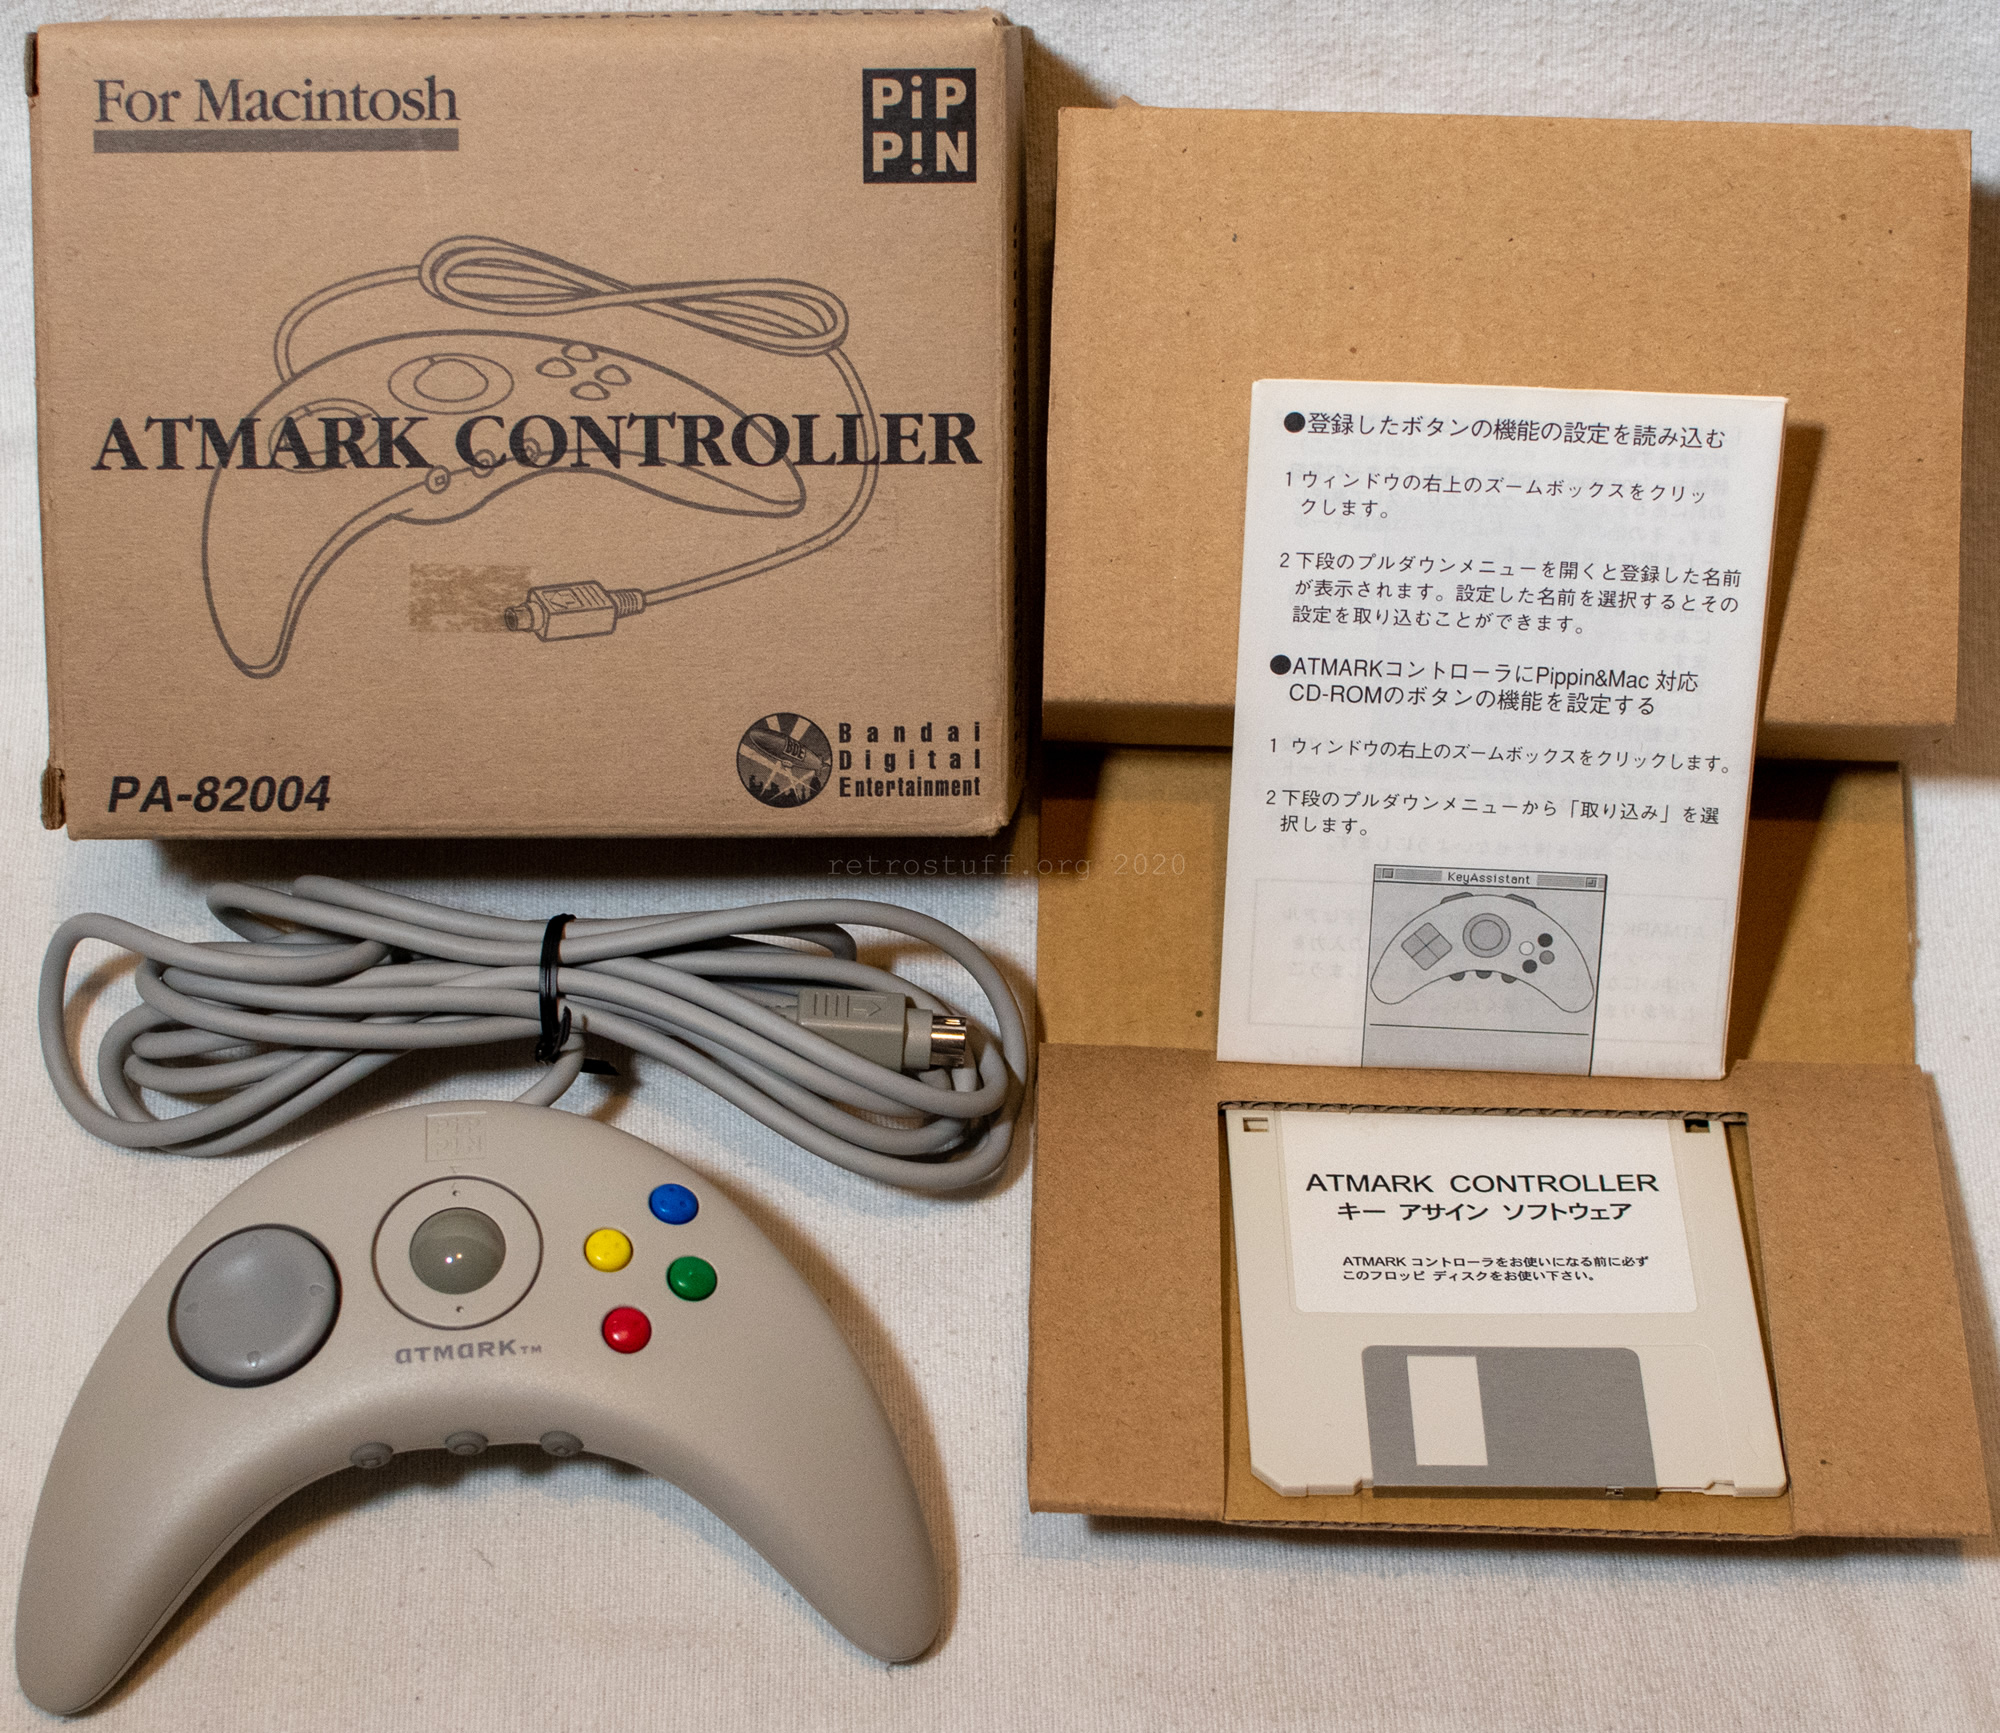 For Macintosh
PiP
P!N
ATMARK CONTROLLER
PA-82004
BDE
Bandai
Digital
Entertainment
●登録したボタンの機能の設定を読み込む
1 ウィンドウの右上のズームボックスをクリッ
クします。
2 下段のプルダウンメニューを開くと登録した名前
が表示されます。設定した名前を選択するとその
設定を取り込むことができます。
●ATMARKコントローラにPippin&Mac 対応
CD-ROMのボタンの機能を設定する
1 ウィンドウの右上のズームボックスをクリックします。
2 下段のプルダウンメニューから「取り込み」を選
択します。
KeyAssistant
retrostuff.org 2020
PiP
P!N
ATMARK™
ATMARK CONTROLLER
キー アサイン ソフトウェア
ATMARK コントローラをお使いになる前に必ず
このフロッピ ディスクをお使い下さい。